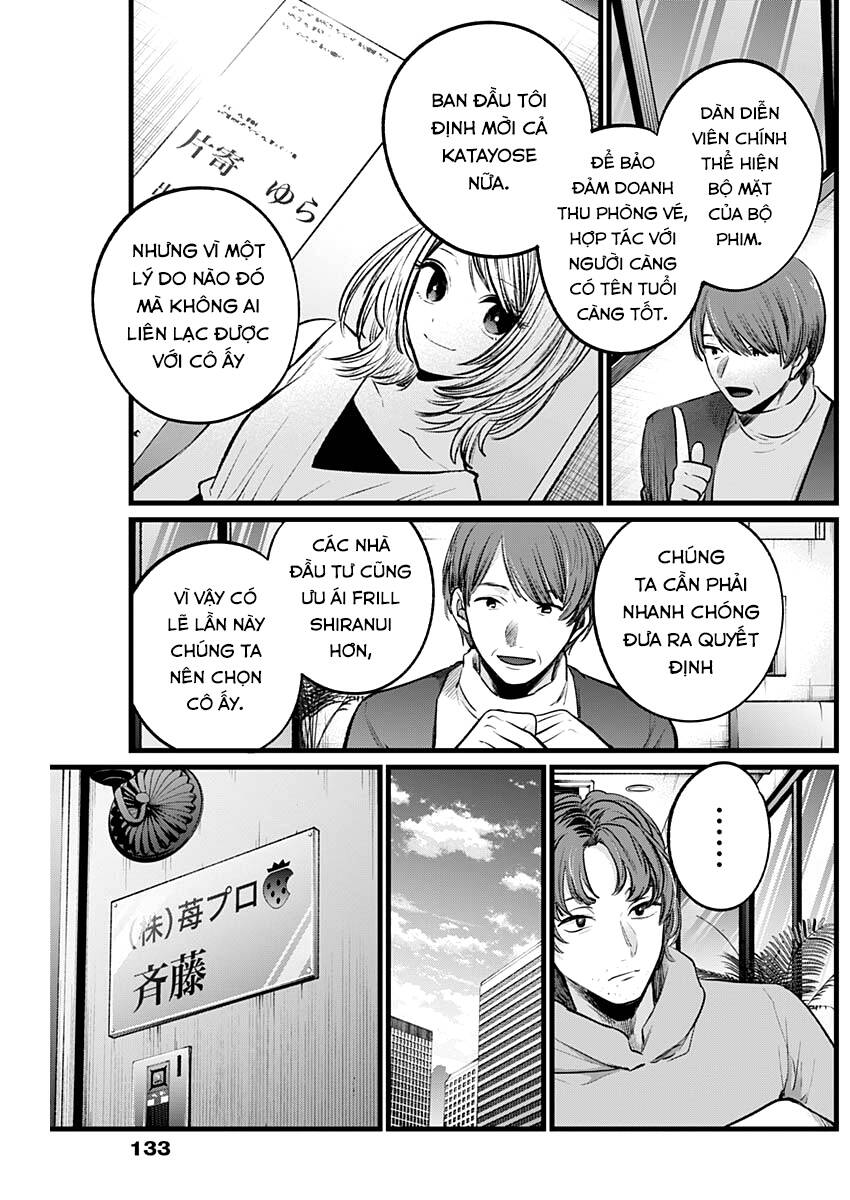 DÀN DIỄN
VIÊN CHÍNH
THỂ HIỆN
BỘ MẶT
CỦA BỘ
PHIM.
ĐỂ BẢO
ĐẢM DOANH
THU PHÒNG VÉ,
HỢP TÁC VỚI
NGƯỜI CÀNG
CÓ TÊN TUỔI
CÀNG TỐT.
BAN ĐẦU TÔI
ĐỊNH MỜI CẢ
KATAYOSE
NỮA.
片寄 ゆら
NHƯNG VÌ MỘT
LÝ DO NÀO ĐÓ
MÀ KHÔNG AI
LIÊN LẠC ĐƯỢC
VỚI CÔ ẤY
CHÚNG
TA CẦN PHẢI
NHANH CHÓNG
ĐƯA RA QUYẾT
ĐỊNH
CÁC NHÀ
ĐẦU TƯ CŨNG
ƯU ÁI FRILL
SHIRANUI
HƠN,
VÌ VẬY CÓ
LẼ LẦN NÀY
CHÚNG TA
NÊN CHỌN
CÔ ẤY.
......
(株)苺プロ
斉藤
133